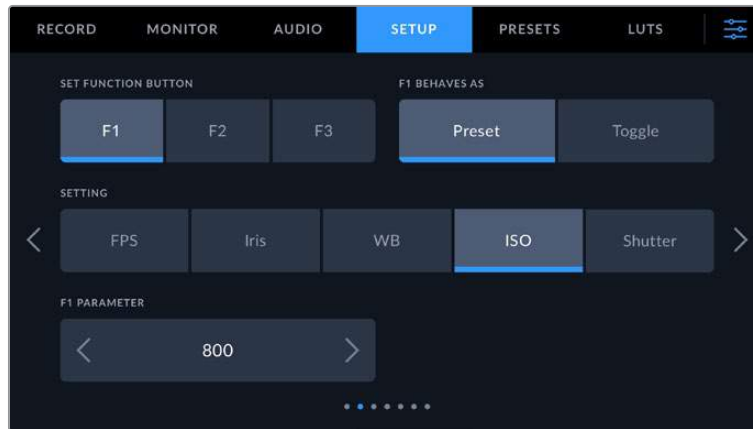 RECORD MONITOR AUDIO SETUP PRESETS LUTS
SET FUNCTION BUTTON F1 BEHAVES AS
F1 F2 F3 Preset Toggle
SETTING
FPS Iris WB ISO Shutter
F1 PARAMETER
800